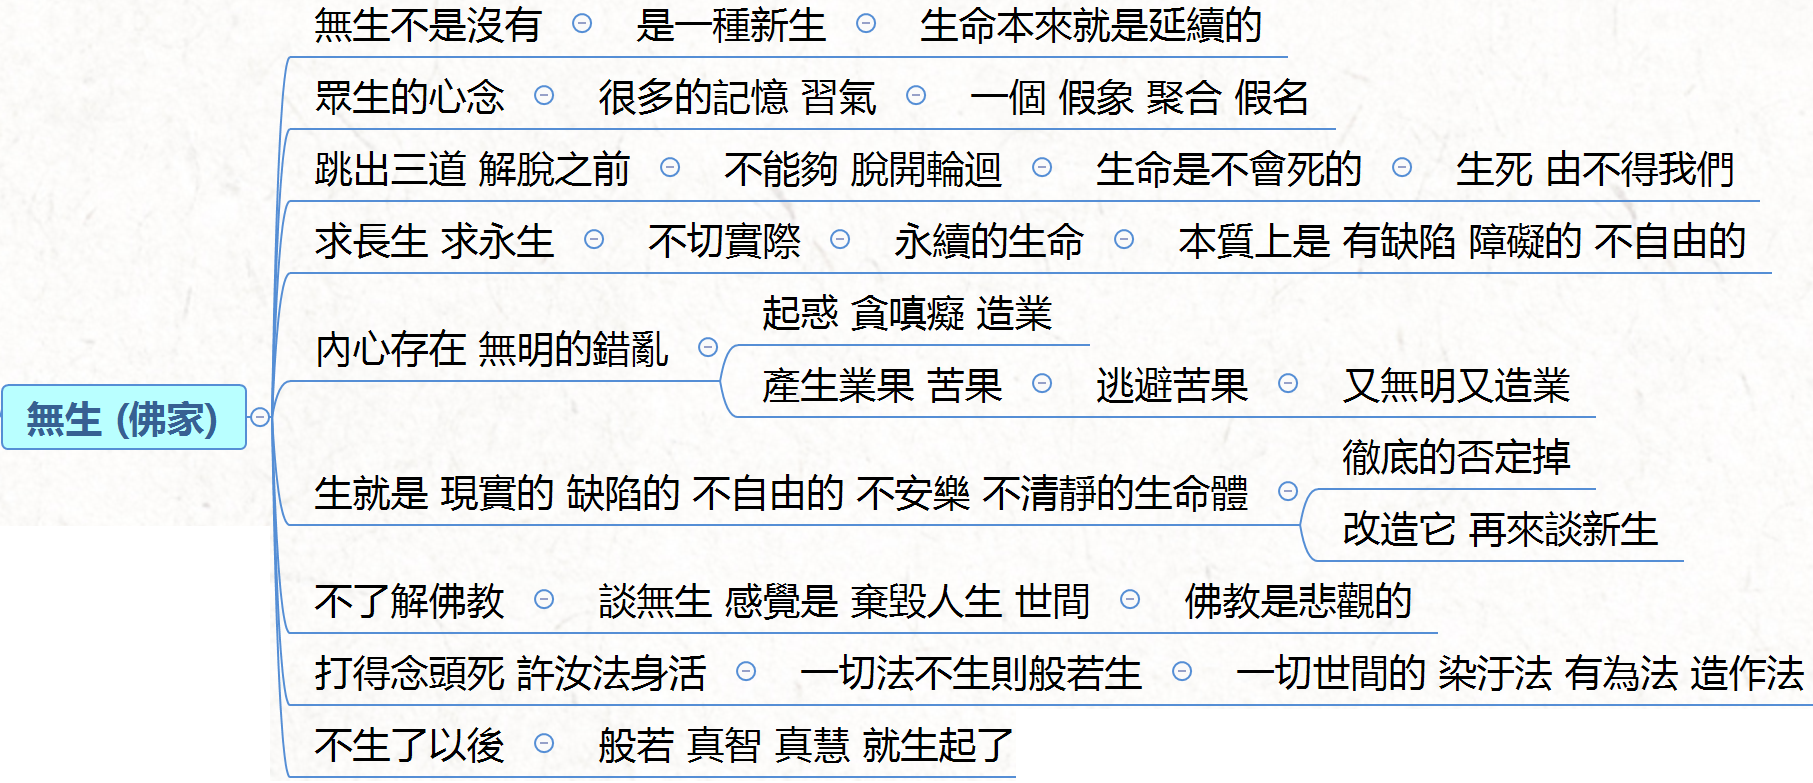 無生不是沒有 是一種新生 生命本來就是延續的
眾生的心念 很多的記憶 習氣 一個 假象 聚合 假名
跳出三道 解脫之前 不能夠 脫開輪迴 生命是不會死的 生死 由不得我們
求長生 求永生 不切實際 永續的生命 本質上是 有缺陷 障礙的 不自由的
內心存在 無明的錯亂
起惑 貪嗔癡 造業
產生業果 苦果 逃避苦果 又無明又造業
無生 (佛家)
生就是 現實的 缺陷的 不自由的 不安樂 不清靜的生命體
徹底的否定掉
改造它 再來談新生
不了解佛教 談無生 感覺是 棄毀人生 世間 佛教是悲觀的
打得念頭死 許汝法身活 一切法不生則般若生 一切世間的 染汙法 有為法 造作法
不生了以後 般若 真智 真慧 就生起了